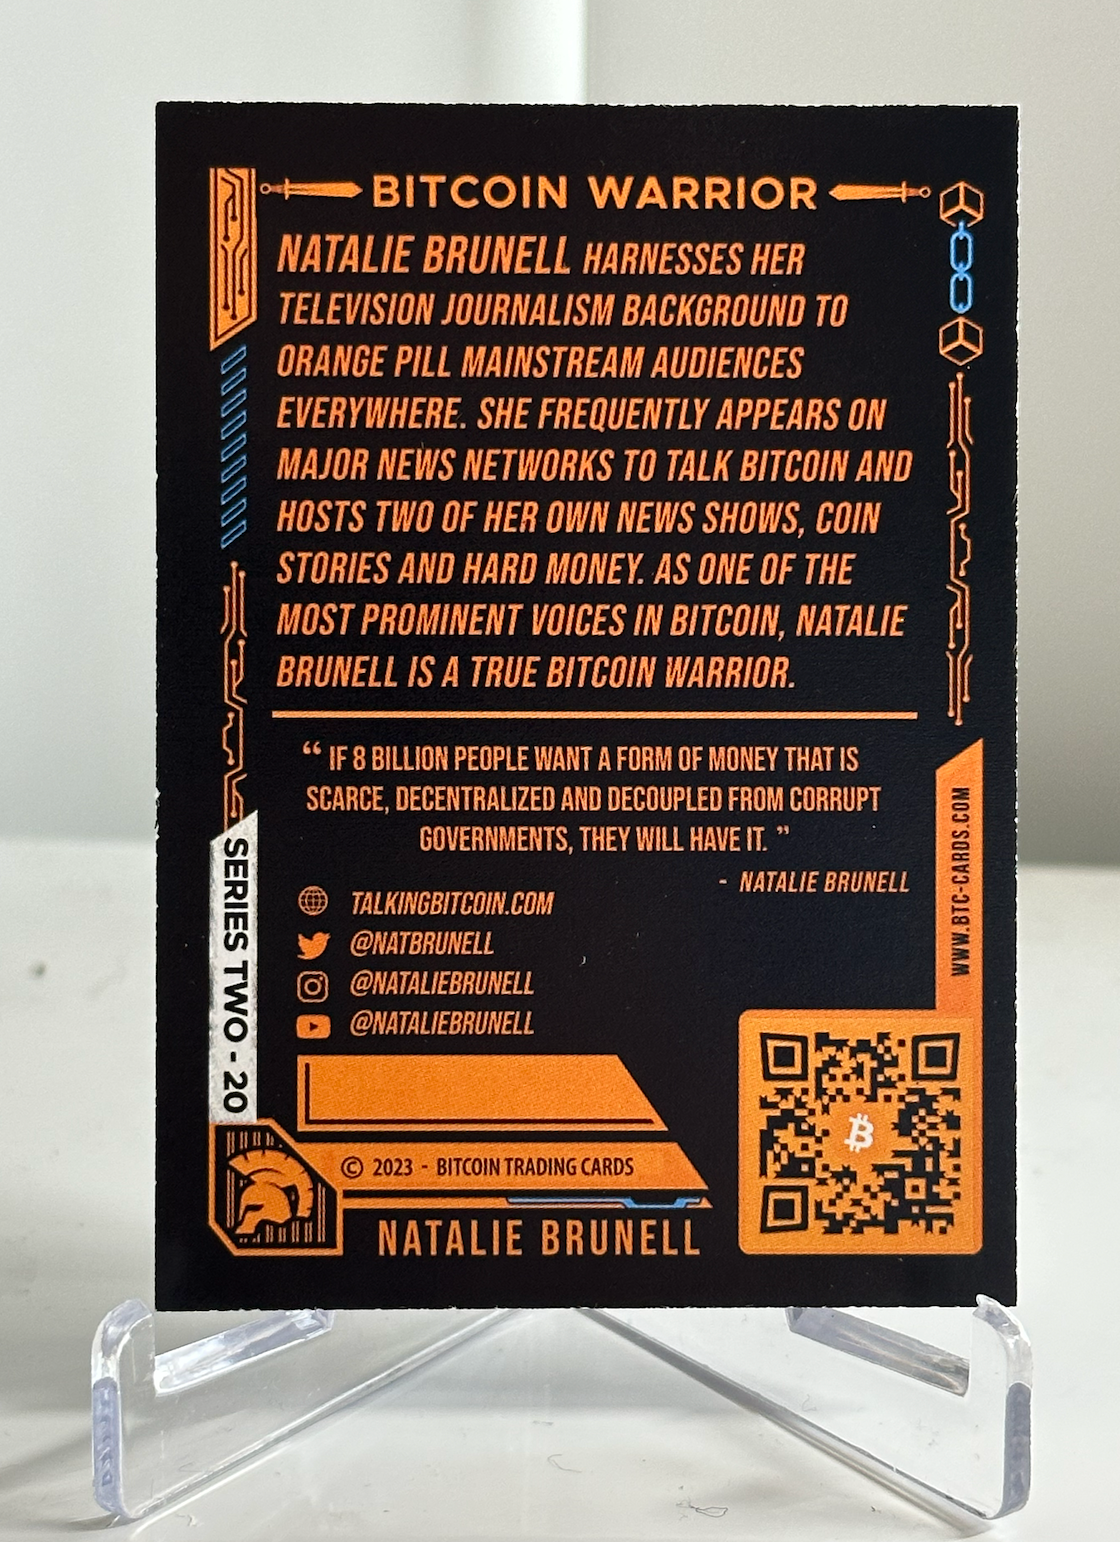 BITCOIN WARRIOR
NATALIE BRUNELL HARNESSES HER
TELEVISION JOURNALISM BACKGROUND TO
ORANGE PILL MAINSTREAM AUDIENCES
EVERYWHERE. SHE FREQUENTLY APPEARS ON
MAJOR NEWS NETWORKS TO TALK BITCOIN AND
HOSTS TWO OF HER OWN NEWS SHOWS, COIN
STORIES AND HARD MONEY. AS ONE OF THE
MOST PROMINENT VOICES IN BITCOIN, NATALIE
BRUNELL IS A TRUE BITCOIN WARRIOR.
“ IF 8 BILLION PEOPLE WANT A FORM OF MONEY THAT IS
SCARCE, DECENTRALIZED AND DECOUPLED FROM CORRUPT
GOVERNMENTS, THEY WILL HAVE IT. ”
- NATALIE BRUNELL
TALKINGBITCOIN.COM
@NATBRUNELL
@NATALIEBRUNELL
@NATALIEBRUNELL
SERIES TWO - 20
WWW.BTC-CARDS.COM
© 2023 - BITCOIN TRADING CARDS
NATALIE BRUNELL